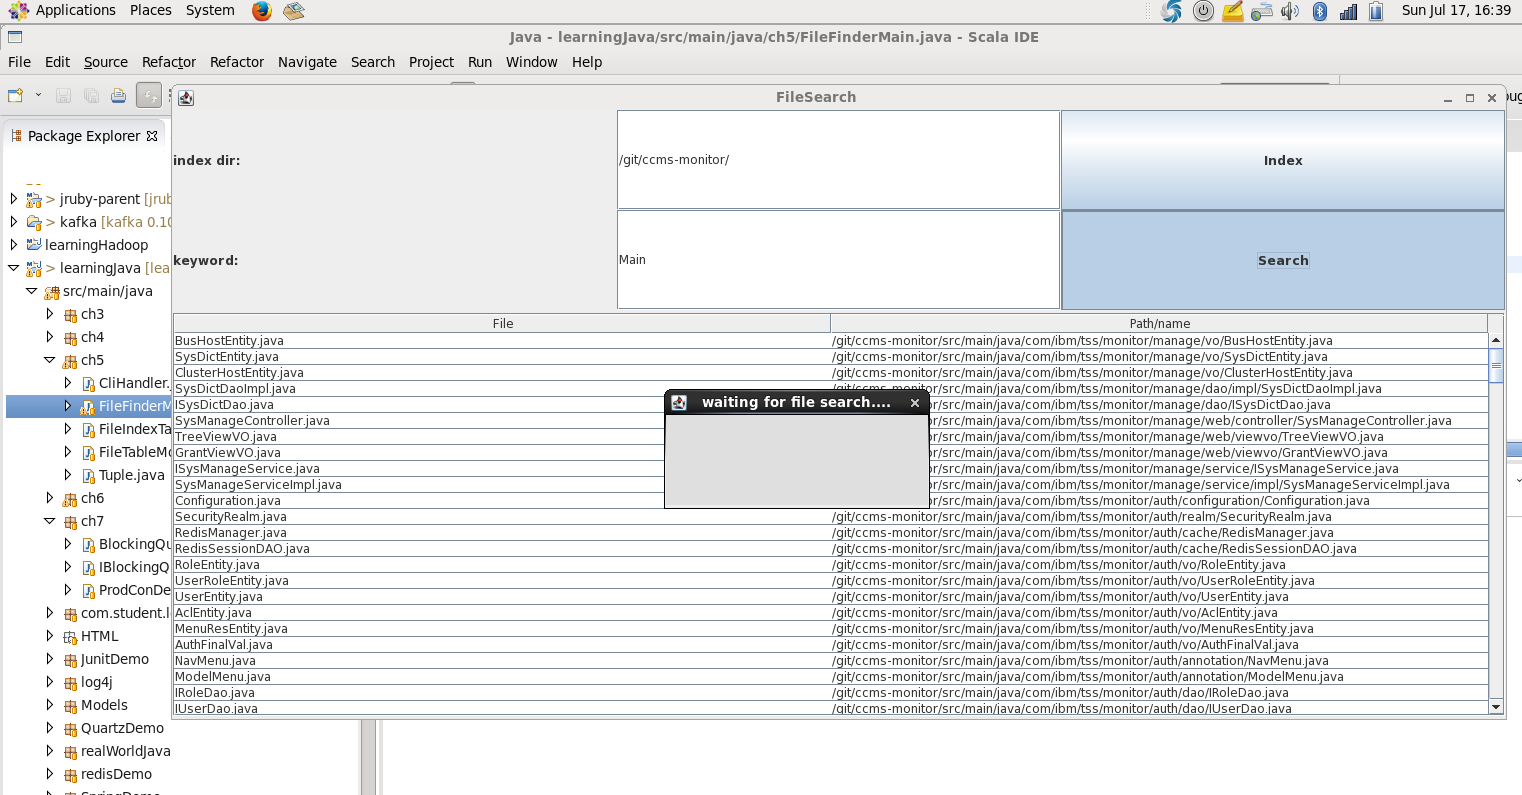 Applications Places System Sun Jul 17, 16:39
Java - learningJava/src/main/java/ch5/FileFinderMain.java - Scala IDE
File Edit Source Refactor Refactor Navigate Search Project Run Window Help
FileSearch
Package Explorer
index dir: /git/ccms-monitor/ Index
keyword: Main Search
> jruby-parent [jrub
> kafka [kafka 0.10
learningHadoop
> learningJava [lea
src/main/java
ch3
ch4
ch5
CliHandler.
FileFinderM
FileIndexTa
FileTableMo
Tuple.java
ch6
ch7
BlockingQu
IBlockingQ
ProdConDe
com.student.l
HTML
JunitDemo
log4j
Models
QuartzDemo
realWorldJava
redisDemo
File Path/name
BusHostEntity.java /git/ccms-monitor/src/main/java/com/ibm/tss/monitor/manage/vo/BusHostEntity.java
SysDictEntity.java /git/ccms-monitor/src/main/java/com/ibm/tss/monitor/manage/vo/SysDictEntity.java
ClusterHostEntity.java /git/ccms-monitor/src/main/java/com/ibm/tss/monitor/manage/vo/ClusterHostEntity.java
SysDictDaoImpl.java /git/ccms-monitor/src/main/java/com/ibm/tss/monitor/manage/dao/impl/SysDictDaoImpl.java
ISysDictDao.java or/src/main/java/com/ibm/tss/monitor/manage/dao/ISysDictDao.java
SysManageController.java or/src/main/java/com/ibm/tss/monitor/manage/web/controller/SysManageController.java
TreeViewVO.java or/src/main/java/com/ibm/tss/monitor/manage/web/viewvo/TreeViewVO.java
GrantViewVO.java or/src/main/java/com/ibm/tss/monitor/manage/web/viewvo/GrantViewVO.java
ISysManageService.java or/src/main/java/com/ibm/tss/monitor/manage/service/ISysManageService.java
SysManageServiceImpl.java or/src/main/java/com/ibm/tss/monitor/manage/service/impl/SysManageServiceImpl.java
Configuration.java or/src/main/java/com/ibm/tss/monitor/auth/configuration/Configuration.java
SecurityRealm.java /git/ccms-monitor/src/main/java/com/ibm/tss/monitor/auth/realm/SecurityRealm.java
RedisManager.java /git/ccms-monitor/src/main/java/com/ibm/tss/monitor/auth/cache/RedisManager.java
RedisSessionDAO.java /git/ccms-monitor/src/main/java/com/ibm/tss/monitor/auth/cache/RedisSessionDAO.java
RoleEntity.java /git/ccms-monitor/src/main/java/com/ibm/tss/monitor/auth/vo/RoleEntity.java
UserRoleEntity.java /git/ccms-monitor/src/main/java/com/ibm/tss/monitor/auth/vo/UserRoleEntity.java
UserEntity.java /git/ccms-monitor/src/main/java/com/ibm/tss/monitor/auth/vo/UserEntity.java
AclEntity.java /git/ccms-monitor/src/main/java/com/ibm/tss/monitor/auth/vo/AclEntity.java
MenuResEntity.java /git/ccms-monitor/src/main/java/com/ibm/tss/monitor/auth/vo/MenuResEntity.java
AuthFinalVal.java /git/ccms-monitor/src/main/java/com/ibm/tss/monitor/auth/vo/AuthFinalVal.java
NavMenu.java /git/ccms-monitor/src/main/java/com/ibm/tss/monitor/auth/annotation/NavMenu.java
ModelMenu.java /git/ccms-monitor/src/main/java/com/ibm/tss/monitor/auth/annotation/ModelMenu.java
IRoleDao.java /git/ccms-monitor/src/main/java/com/ibm/tss/monitor/auth/dao/IRoleDao.java
IUserDao.java /git/ccms-monitor/src/main/java/com/ibm/tss/monitor/auth/dao/IUserDao.java
waiting for file search....